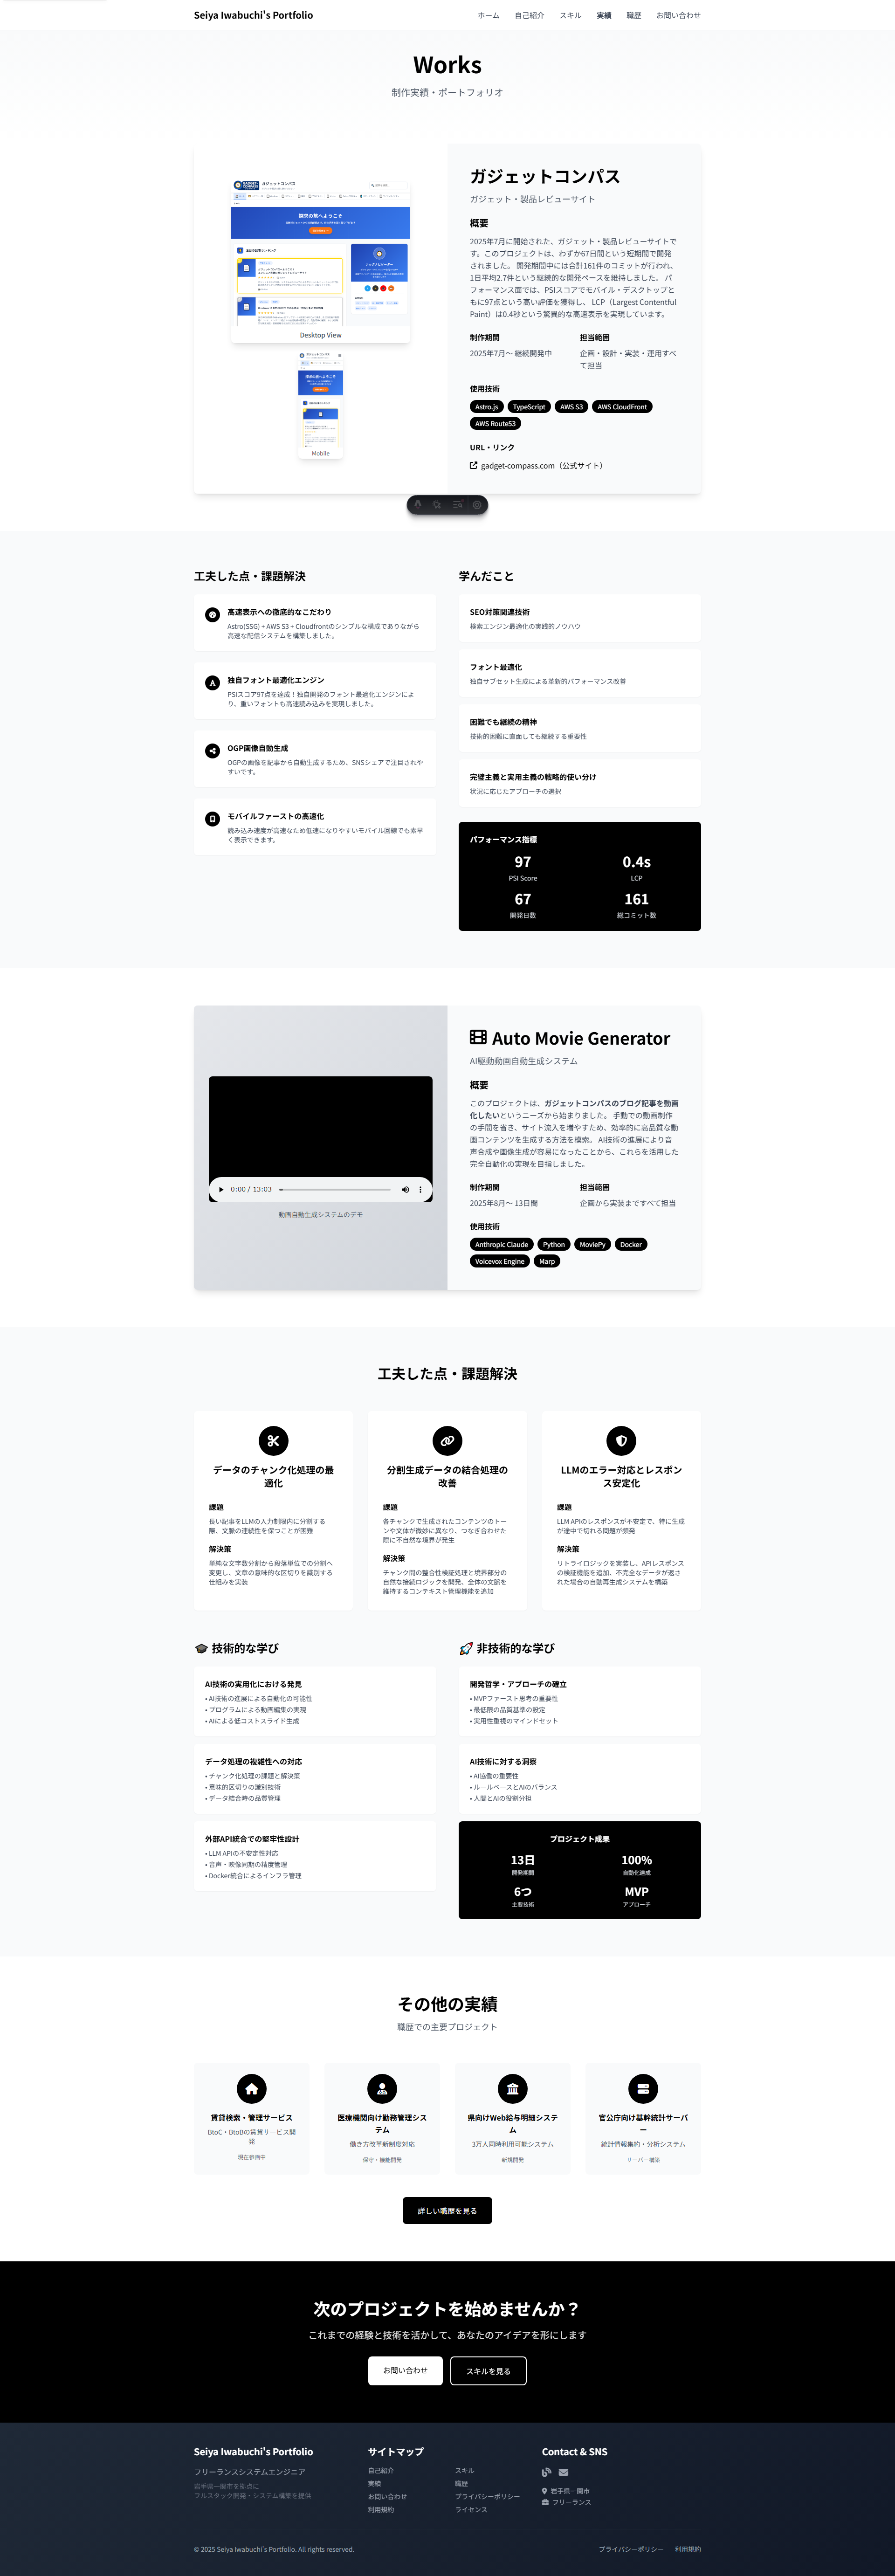 Seiya Iwabuchi's Portfolio
ホーム
自己紹介
スキル
実績
職歴
お問い合わせ
Works
制作実績・ポートフォリオ
ガジェットコンパス
探求の旅へようこそ
Desktop View
ガジェットコンパス
探求の旅へようこそ
Mobile
ガジェットコンパス
ガジェット・製品レビューサイト
概要
2025年7月に開始された、ガジェット・製品レビューサイトで
す。このプロジェクトは、わずか67日間という短期間で開発
されました。 開発期間中には合計161件のコミットが行われ、
1日平均2.7件という継続的な開発ペースを維持しました。 パ
フォーマンス面では、PSIスコアでモバイル・デスクトップと
もに97点という高い評価を獲得し、 LCP（Largest Contentful
Paint）は0.4秒という驚異的な高速表示を実現しています。
制作期間
2025年7月〜 継続開発中
担当範囲
企画・設計・実装・運用すべ
て担当
使用技術
Astro.js
TypeScript
AWS S3
AWS CloudFront
AWS Route53
URL・リンク
gadget-compass.com（公式サイト）
工夫した点・課題解決
高速表示への徹底的なこだわり
Astro(SSG) + AWS S3 + Cloudfrontのシンプルな構成でありながら
高速な配信システムを構築しました。
独自フォント最適化エンジン
PSIスコア97点を達成！独自開発のフォント最適化エンジンによ
り、重いフォントも高速読み込みを実現しました。
OGP画像自動生成
OGPの画像を記事から自動生成するため、SNSシェアで注目されや
すいです。
モバイルファーストの高速化
読み込み速度が高速なため低速になりやすいモバイル回線でも素早
く表示できます。
学んだこと
SEO対策関連技術
検索エンジン最適化の実践的ノウハウ
フォント最適化
独自サブセット生成による革新的パフォーマンス改善
困難でも継続の精神
技術的困難に直面しても継続する重要性
完璧主義と実用主義の戦略的使い分け
状況に応じたアプローチの選択
パフォーマンス指標
97
PSI Score
0.4s
LCP
67
開発日数
161
総コミット数
0:00 / 13:03
動画自動生成システムのデモ
Auto Movie Generator
AI駆動動画自動生成システム
概要
このプロジェクトは、ガジェットコンパスのブログ記事を動画
化したいというニーズから始まりました。 手動での動画制作
の手間を省き、サイト流入を増やすため、効率的に高品質な動
画コンテンツを生成する方法を模索。 AI技術の進展により音
声合成や画像生成が容易になったことから、これらを活用した
完全自動化の実現を目指しました。
制作期間
2025年8月〜 13日間
担当範囲
企画から実装まですべて担当
使用技術
Anthropic Claude
Python
MoviePy
Docker
Voicevox Engine
Marp
工夫した点・課題解決
データのチャンク化処理の最
適化
課題
長い記事をLLMの入力制限内に分割する
際、文脈の連続性を保つことが困難
解決策
単純な文字数分割から段落単位での分割へ
変更し、文章の意味的な区切りを識別する
仕組みを実装
分割生成データの結合処理の
改善
課題
各チャンクで生成されたコンテンツのトー
ンや文体が微妙に異なり、つなぎ合わせた
際に不自然な境界が発生
解決策
チャンク間の整合性検証処理と境界部分の
自然な接続ロジックを開発、全体の文脈を
維持するコンテキスト管理機能を追加
LLMのエラー対応とレスポン
ス安定化
課題
LLM APIのレスポンスが不安定で、特に生成
が途中で切れる問題が頻発
解決策
リトライロジックを実装し、APIレスポンス
の検証機能を追加、不完全なデータが返さ
れた場合の自動再生成システムを構築
技術的な学び
AI技術の実用化における発見
• AI技術の進展による自動化の可能性
• プログラムによる動画編集の実現
• AIによる低コストスライド生成
データ処理の複雑性への対応
• チャンク化処理の課題と解決策
• 意味的区切りの識別技術
• データ結合時の品質管理
外部API統合での堅牢性設計
• LLM APIの不安定性対応
• 音声・映像同期の精度管理
• Docker統合によるインフラ管理
非技術的な学び
開発哲学・アプローチの確立
• MVPファースト思考の重要性
• 最低限の品質基準の設定
• 実用性重視のマインドセット
AI技術に対する洞察
• AI協働の重要性
• ルールベースとAIのバランス
• 人間とAIの役割分担
プロジェクト成果
13日
開発期間
100%
自動化達成
6つ
主要技術
MVP
アプローチ
その他の実績
職歴での主要プロジェクト
賃貸検索・管理サービス
BtoC・BtoBの賃貸サービス開
発
現在参画中
医療機関向け勤務管理シス
テム
働き方改革新制度対応
保守・機能開発
県向けWeb給与明細システ
ム
3万人同時利用可能システム
新規開発
官公庁向け基幹統計サーバ
ー
統計情報集約・分析システム
サーバー構築
詳しい職歴を見る
次のプロジェクトを始めませんか？
これまでの経験と技術を活かして、あなたのアイデアを形にします
お問い合わせ
スキルを見る
Seiya Iwabuchi's Portfolio
フリーランスシステムエンジニア
岩手県一関市を拠点に
フルスタック開発・システム構築を提供
サイトマップ
自己紹介
スキル
実績
職歴
お問い合わせ
プライバシーポリシー
利用規約
ライセンス
Contact & SNS
岩手県一関市
フリーランス
© 2025 Seiya Iwabuchi's Portfolio. All rights reserved.
プライバシーポリシー
利用規約